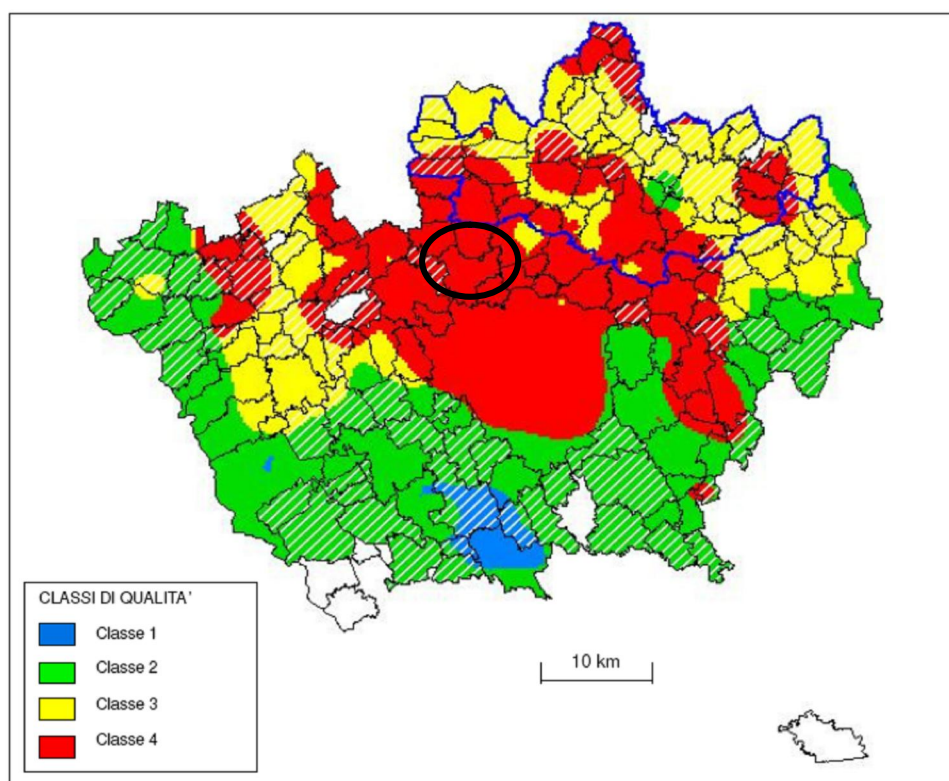 10 km
CLASSI DI QUALITA'
Classe 1
Classe 2
Classe 3
Classe 4